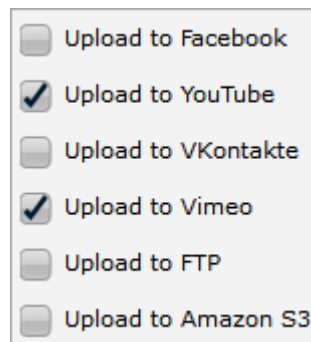 Upload to Facebook
Upload to YouTube
Upload to VKontakte
Upload to Vimeo
Upload to FTP
Upload to Amazon S3